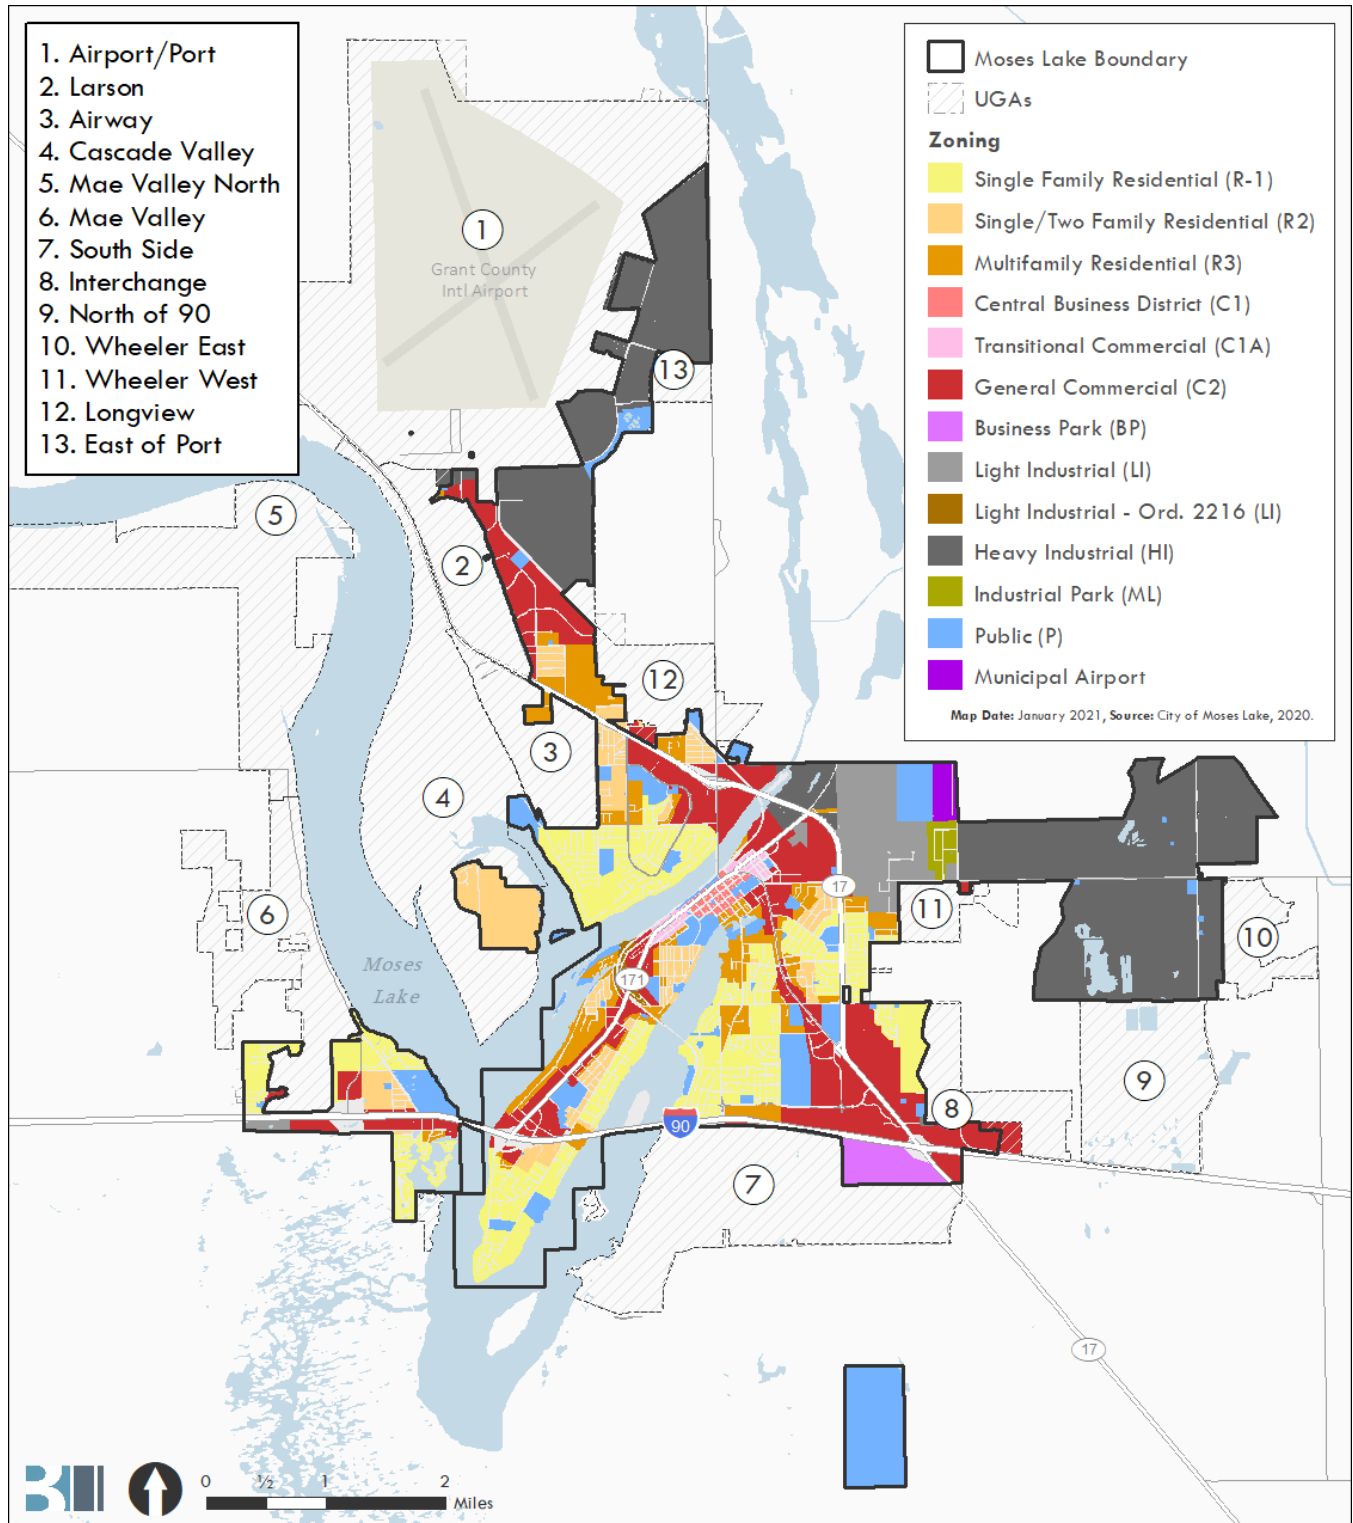 1. Airport/Port
2. Larson
3. Airway
4. Cascade Valley
5. Mae Valley North
6. Mae Valley
7. South Side
8. Interchange
9. North of 90
10. Wheeler East
11. Wheeler West
12. Longview
13. East of Port
Moses Lake Boundary
UGAs
Zoning
Single Family Residential (R-1)
Single/Two Family Residential (R2)
Multifamily Residential (R3)
Central Business District (C1)
Transitional Commercial (C1A)
General Commercial (C2)
Business Park (BP)
Light Industrial (LI)
Light Industrial - Ord. 2216 (LI)
Heavy Industrial (HI)
Industrial Park (ML)
Public (P)
Municipal Airport
Map Date: January 2021, Source: City of Moses Lake, 2020.
1
Grant County
Intl Airport
13
5
2
12
3
4
17
6
11
10
Moses
Lake
171
9
8
90
7
17
0 ½ 1 2
Miles